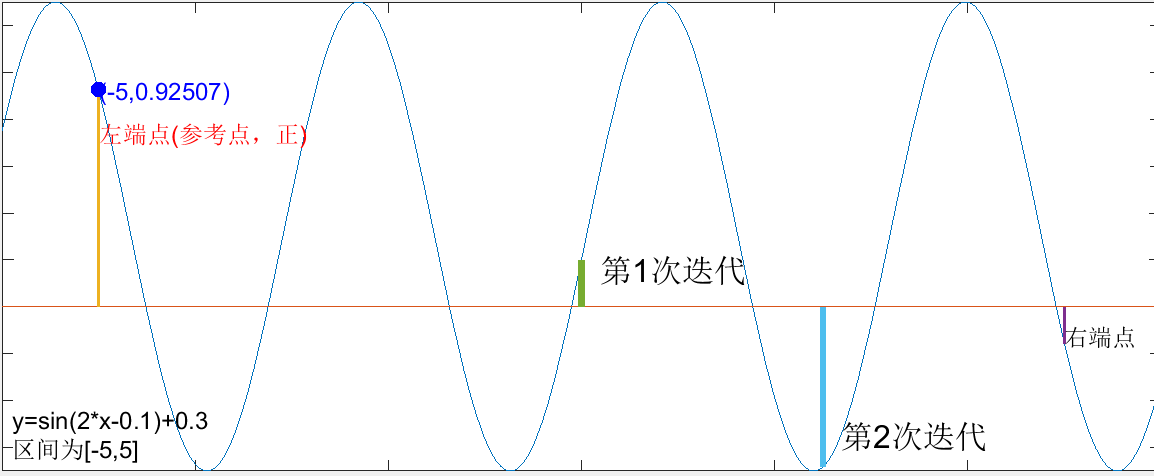 (-5,0.92507)
左端点(参考点，正)
第1次迭代
右端点
第2次迭代
y=sin(2*x-0.1)+0.3
区间为[-5,5]